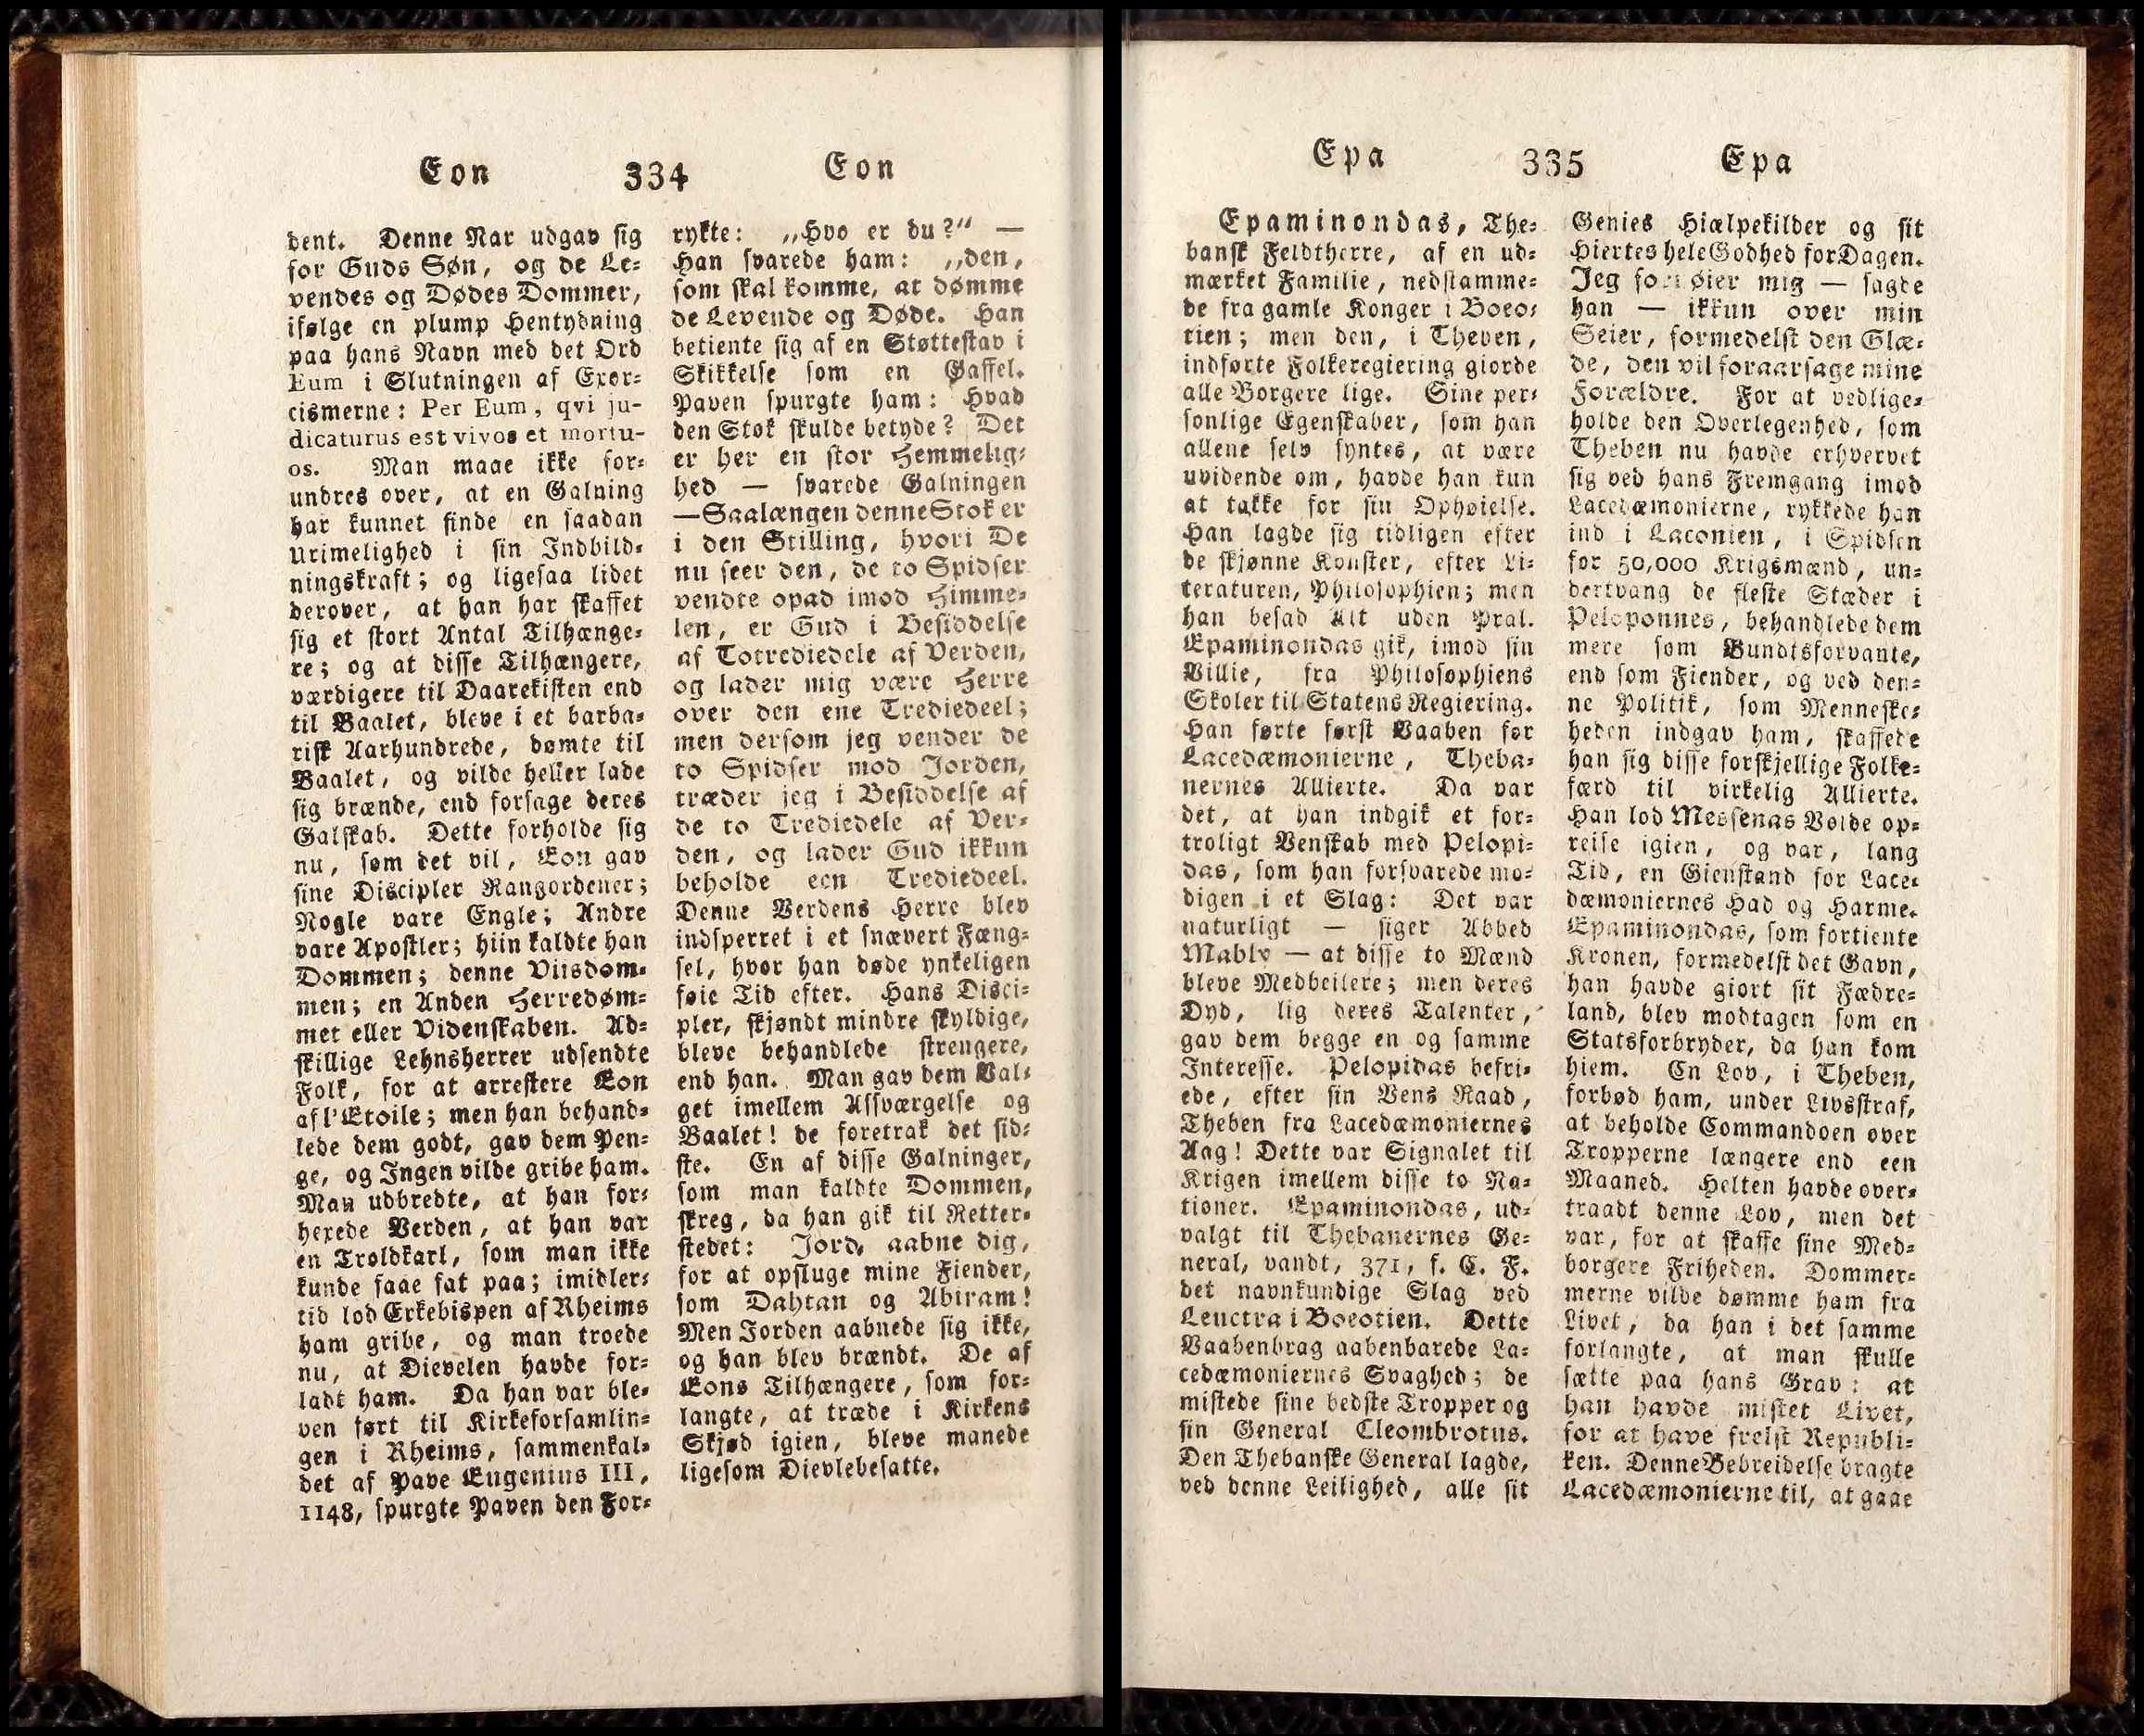 Eon 334 Eon
dent. Denne Nar udgav sig
for Guds Søn, og de Le-
vendes og Dødes Dommer,
ifølge en plump Hentydning
paa hans Navn med det Ord
Eum i Slutningen af Exor-
cismerne: Per Eum, qvi ju-
dicaturus est vivos et mortu-
os. Man maae ikke for-
undres over, at en Galning
har kunnet finde en saadan
Urimelighed i sin Indbild-
ningskraft; og ligesaa lidet
derover, at han har skaffet
sig et stort Antal Tilhænge-
re; og at disse Tilhængere,
værdigere til Daarekisten end
til Baalet, bleve i et barba-
risk Aarhundrede, dømte til
Baalet, og vilde heller lade
sig brænde, end forsage deres
Galskab. Dette forholde sig
nu, som det vil, Eon gav
sine Discipler Rangordener;
Nogle vare Engle; Andre
vare Apostler; hiin kaldte han
Dommen; denne Viisdom-
men; en Anden Herredøm-
met eller Videnskaben. Ad-
skillige Lehnsherrer udsendte
Folk, for at arrestere Eon
af l'Etoile; men han behand-
lede dem godt, gav dem Pen-
ge, og Ingen vilde gribe ham.
Man udbredte, at han for-
herede Verden, at han var
en Troldkarl, som man ikke
kunde faae fat paa; imidler-
tid lod Erkebispen af Rheims
ham gribe, og man troede
nu, at Dievelen havde for-
ladt ham. Da han var ble-
ven ført til Kirkeforsamlin-
gen i Rheims, sammenkal-
det af Pave Eugenius III,
1148, spurgte Paven den For-
rykte: „Hvo er du?“ —
Han svarede ham: „den,
som skal komme, at dømme
de Levende og Døde. Han
betiente sig af en Støttestav i
Skikkelse som en Gaffel.
Paven spurgte ham: Hvad
den Stok skulde betyde? Det
er her en stor Hemmelig-
hed — svarede Galningen
—Saalængen denne Stok er
i den Stilling, hvori De
nu seer den, de to Spidser
vendte opad imod Himme-
len, er Gud i Besiddelse
af Totrediedele af Verden,
og lader mig være Herre
over den ene Trediedeel;
men dersom jeg vender de
to Spidser mod Jorden,
træder jeg i Besiddelse af
de to Trediedele af Ver-
den, og lader Gud ikkun
beholde een Trediedeel.
Denne Verdens Herre blev
indsperret i et snævert Fæng-
sel, hvor han døde ynkeligen
føie Tid efter. Hans Disci-
pler, skjøndt mindre skyldige,
bleve behandlede strengere,
end han. Man gav dem Val-
get imellem Afsværgelse og
Baalet! de foretrak det sid-
ste. En af disse Galninger,
som man kaldte Dommen,
skreg, da han gik til Retter-
stedet: Jord, aabne dig,
for at opsluge mine Fiender,
som Dahtan og Abiram!
Men Jorden aabnede sig ikke,
og han blev brændt. De af
Eons Tilhængere, som for-
langte, at træde i Kirkens
Skjød igien, bleve manede
ligesom Dievlebesatte.
Epa 335 Epa
Epaminondas, The-
bansk Feldtherre, af en ud-
mærket Familie, nedstamme-
de fra gamle Konger i Boeo-
tien; men den, i Theven,
indførte Folkeregiering giorde
alle Borgere lige. Sine per-
sonlige Egenskaber, som han
allene selv syntes, at være
uvidende om, havde han kun
at takke for sin Ophøielse.
Han lagde sig tidligen efter
de skjønne Konster, efter Li-
teraturen, Philosophien; men
han besad Alt uden Pral.
Epaminondas gik, imod sin
Villie, fra Philosophiens
Skoler til Statens Regiering.
Han førte først Vaaben for
Lacedæmonierne, Theba-
nernes Allierte. Da var
det, at han indgik et for-
troligt Venskab med Pelopi-
das, som han forsvarede mo-
digen i et Slag: Det var
naturligt — siger Abbed
Mably — at disse to Mænd
bleve Medbeilere; men deres
Dyd, lig deres Talenter,
gav dem begge en og samme
Interesse. Pelopidas befri-
ede, efter sin Vens Raad,
Theben fra Lacedæmoniernes
Aag! Dette var Signalet til
Krigen imellem disse to Na-
tioner. Epaminondas, ud-
valgt til Thebanernes Ge-
neral, vandt, 371, f. C. F.
det navnkundige Slag ved
Leuctra i Boeotien. Dette
Vaabenbrag aabenbarede La-
cedæmoniernes Svaghed; de
mistede sine bedste Tropper og
sin General Cleombrotus.
Den Thebanske General lagde,
ved denne Leilighed, alle sit
Genies Hiælpekilder og sit
Hiertes hele Godhed for Dagen.
Jeg fornøier mig — sagde
han — ikkun over min
Seier, formedelst den Glæ-
de, den vil foraarsage mine
Forældre. For at vedlige-
holde den Overlegenhed, som
Theben nu havde erhvervet
sig ved hans Fremgang imod
Lacedæmonierne, rykkede han
ind i Laconien, i Spidsen
for 50,000 Krigsmænd, un-
dertvang de fleste Stæder i
Peloponnes, behandlede dem
mere som Bundtsforvante,
end som Fiender, og ved den-
ne Politik, som Menneske-
heden indgav ham, skaffede
han sig disse forskjellige Folke-
færd til virkelig Allierte.
Han lod Messenas Volde op-
reise igien, og var, lang
Tid, en Gienstand for Lace-
dæmoniernes Had og Harme.
Epaminondas, som fortiente
Kronen, formedelst det Gavn,
han havde giort sit Fædre-
land, blev modtagen som en
Statsforbryder, da han kom
hiem. En Lov, i Theben,
forbød ham, under Livsstraf,
at beholde Commandoen over
Tropperne længere end een
Maaned. Helten havde over-
traadt denne Lov, men det
var, for at skaffe sine Med-
borgere Friheden. Dommer-
merne vilde dømme ham fra
Livet, da han i det samme
forlangte, at man skulle
sætte paa hans Grav: at
han havde mistet Livet,
for at have frelst Republi-
ken. Denne Bebreidelse bragte
Lacedæmonierne til, at gaae